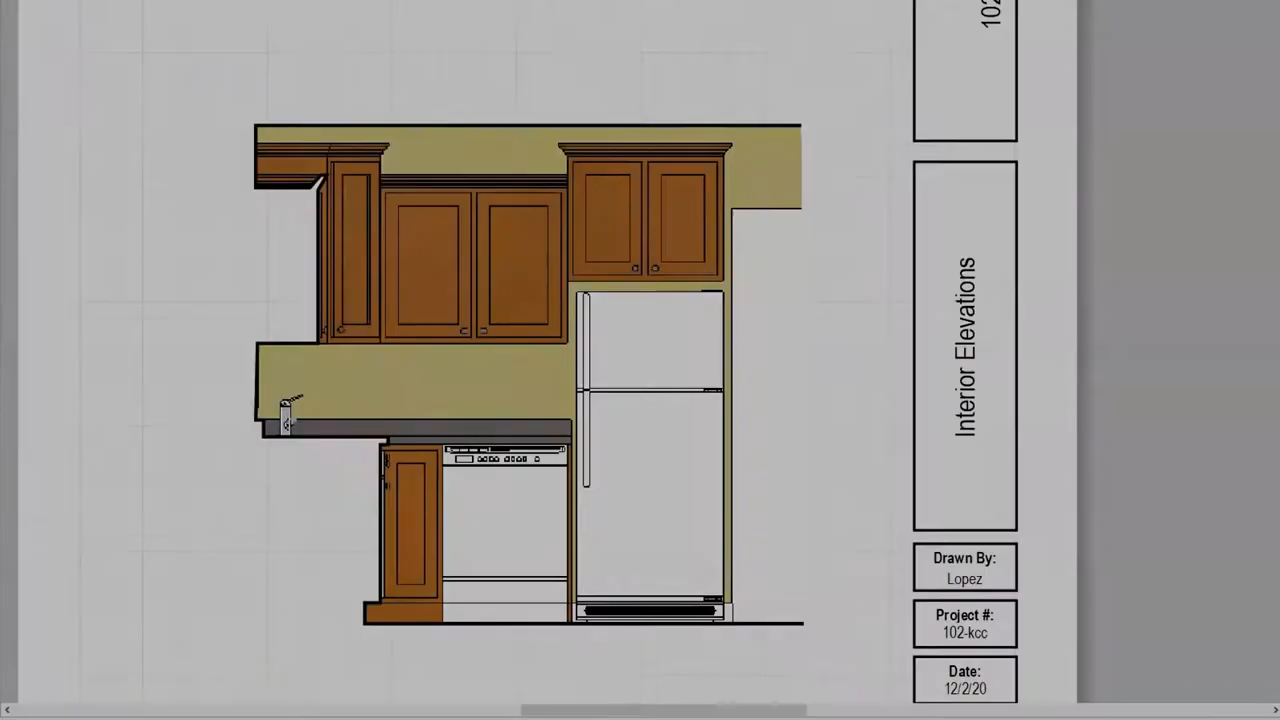 102
Interior Elevations
Drawn By:
Lopez
Project #:
102-kcc
Date:
12/2/20